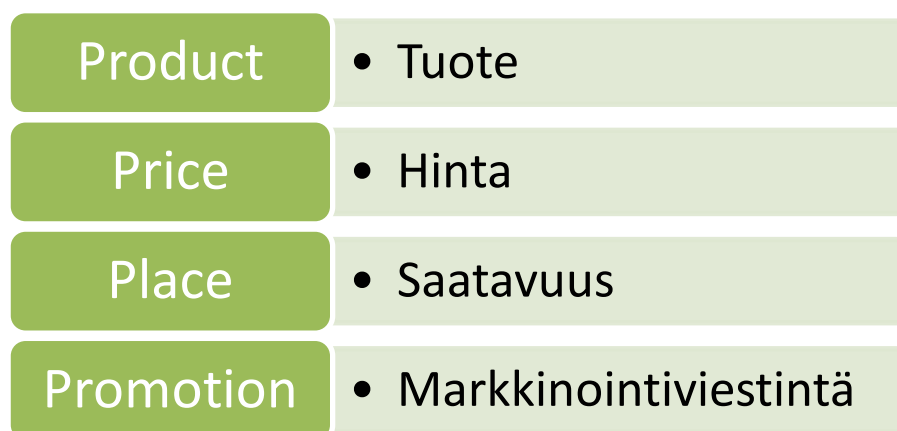 Product • Tuote
Price • Hinta
Place • Saatavuus
Promotion • Markkinointiviestintä